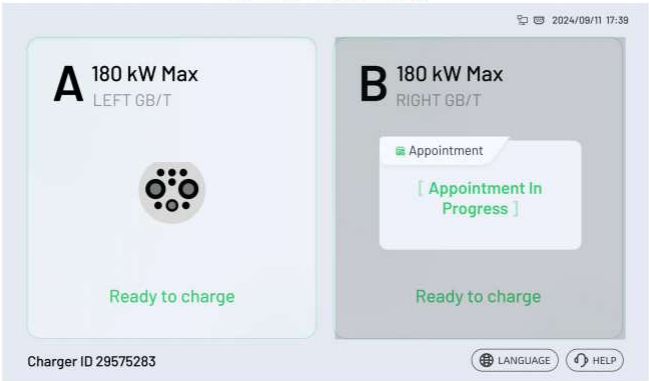 2024/09/11 17:39
A 180 kW Max
LEFT GB/T
Ready to charge
B 180 kW Max
RIGHT GB/T
Appointment
[ Appointment In
Progress ]
Ready to charge
Charger ID 29575283
LANGUAGE
HELP